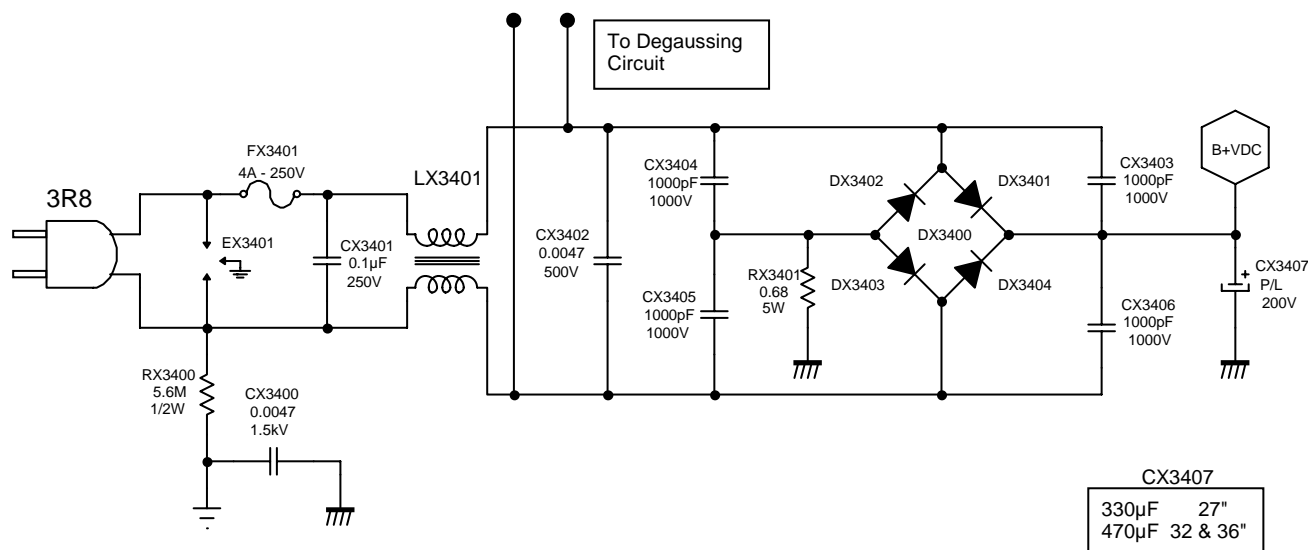 To Degaussing
Circuit
3R8
FX3401
4A - 250V
EX3401
CX3401
0.1µF
250V
LX3401
CX3402
0.0047
500V
CX3404
1000pF
1000V
CX3405
1000pF
1000V
RX3401
0.68
5W
DX3402
DX3401
DX3400
DX3403
DX3404
CX3403
1000pF
1000V
CX3406
1000pF
1000V
B+VDC
+
CX3407
P/L
200V
RX3400
5.6M
1/2W
CX3400
0.0047
1.5kV
CX3407
330µF 27"
470µF 32 & 36"